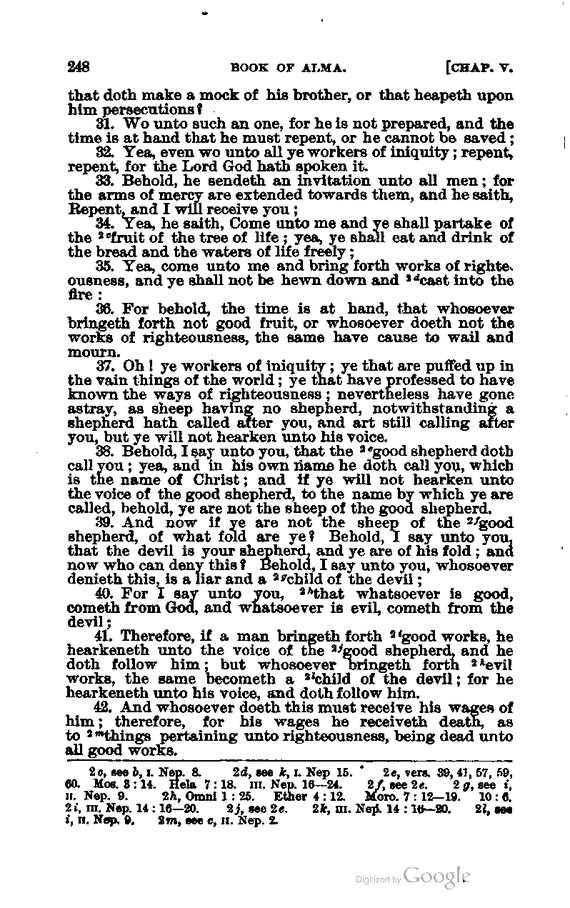 248 BOOK OF ALMA. [CHAP. V.
that doth make a mock of his brother, or that heapeth upon
him persecutions?
31. Wo unto such an one, for he is not prepared, and the
time is at hand that he must repent, or he cannot be saved;
32. Yea, even wo unto all ye workers of iniquity; repent,
repent, for the Lord God hath spoken it.
33. Behold, he sendeth an invitation unto all men; for
the arms of mercy are extended towards them, and he saith,
Repent, and I will receive you;
34. Yea, he saith, Come unto me and ye shall partake of
the 2cfruit of the tree of life; yea, ye shall eat and drink of
the bread and the waters of life freely;
35. Yea, come unto me and bring forth works of righte-
ousness, and ye shall not be hewn down and 2dcast into the
fire:
36. For behold, the time is at hand, that whosoever
bringeth forth not good fruit, or whosoever doeth not the
works of righteousness, the same have cause to wail and
mourn.
37. Oh! ye workers of iniquity; ye that are puffed up in
the vain things of the world; ye that have professed to have
known the ways of righteousness; nevertheless have gone
astray, as sheep having no shepherd, notwithstanding a
shepherd hath called after you, and art still calling after
you, but ye will not hearken unto his voice.
38. Behold, I say unto you, that the 2egood shepherd doth
call you; yea, and in his own name he doth call you, which
is the name of Christ; and if ye will not hearken unto
the voice of the good shepherd, to the name by which ye are
called, behold, ye are not the sheep of the good shepherd.
39. And now if ye are not the sheep of the 2fgood
shepherd, of what fold are ye? Behold, I say unto you,
that the devil is your shepherd, and ye are of his fold; and
now who can deny this? Behold, I say unto you, whosoever
denieth this, is a liar and a 2gchild of the devil;
40. For I say unto you, 2hthat whatsoever is good,
cometh from God, and whatsoever is evil, cometh from the
devil;
41. Therefore, if a man bringeth forth 2igood works, he
hearkeneth unto the voice of the 2jgood shepherd, and he
doth follow him; but whosoever bringeth forth 2kevil
works, the same becometh a 2lchild of the devil; for he
hearkeneth unto his voice, and doth follow him.
42. And whosoever doeth this must receive his wages of
him; therefore, for his wages he receiveth death, as
to 2mthings pertaining unto righteousness, being dead unto
all good works.
2c, see b, I. Nep. 8. 2d, see k, I. Nep 15. 2e, vers. 39, 41, 57, 59,
60. Mos. 8:14. Hela 7:18. III. Nep. 16—24. 2f, see 2e. 2g, see i,
II. Nep. 9. 2h, Omni 1:25. Ether 4:12. Moro. 7:12—19. 10:6.
2i, III. Nep. 14:16—20. 2j, see 2e. 2k, III. Nep. 14:16—20. 2l, see
i, II. Nep. 9. 2m, see c, II. Nep. 2.
Digitized by Google